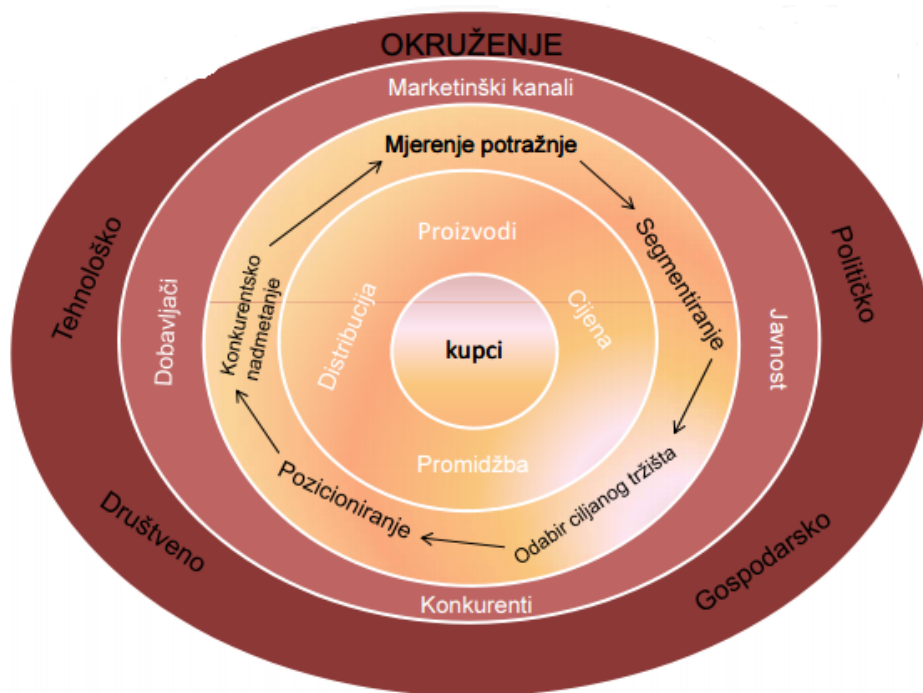 OKRUŽENJE
Marketinški kanali
Mjerenje potražnje
Segmentiranje
Odabir ciljanog tržišta
Pozicioniranje
Konkurentsko
nadmetanje
Proizvodi
Cijena
Promidžba
Distribucija
kupci
Dobavljači
Javnost
Konkurenti
Tehnološko
Političko
Društveno
Gospodarsko